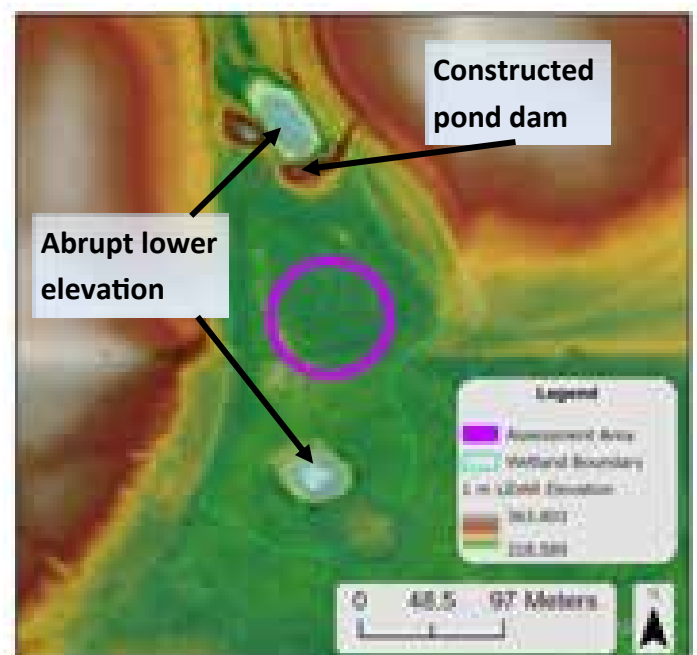 Constructed
pond dam
Abrupt lower
elevation
Legend
Assessment Area
Wetland Boundary
1 m LiDAR Elevation
0 48.5 97 Meters